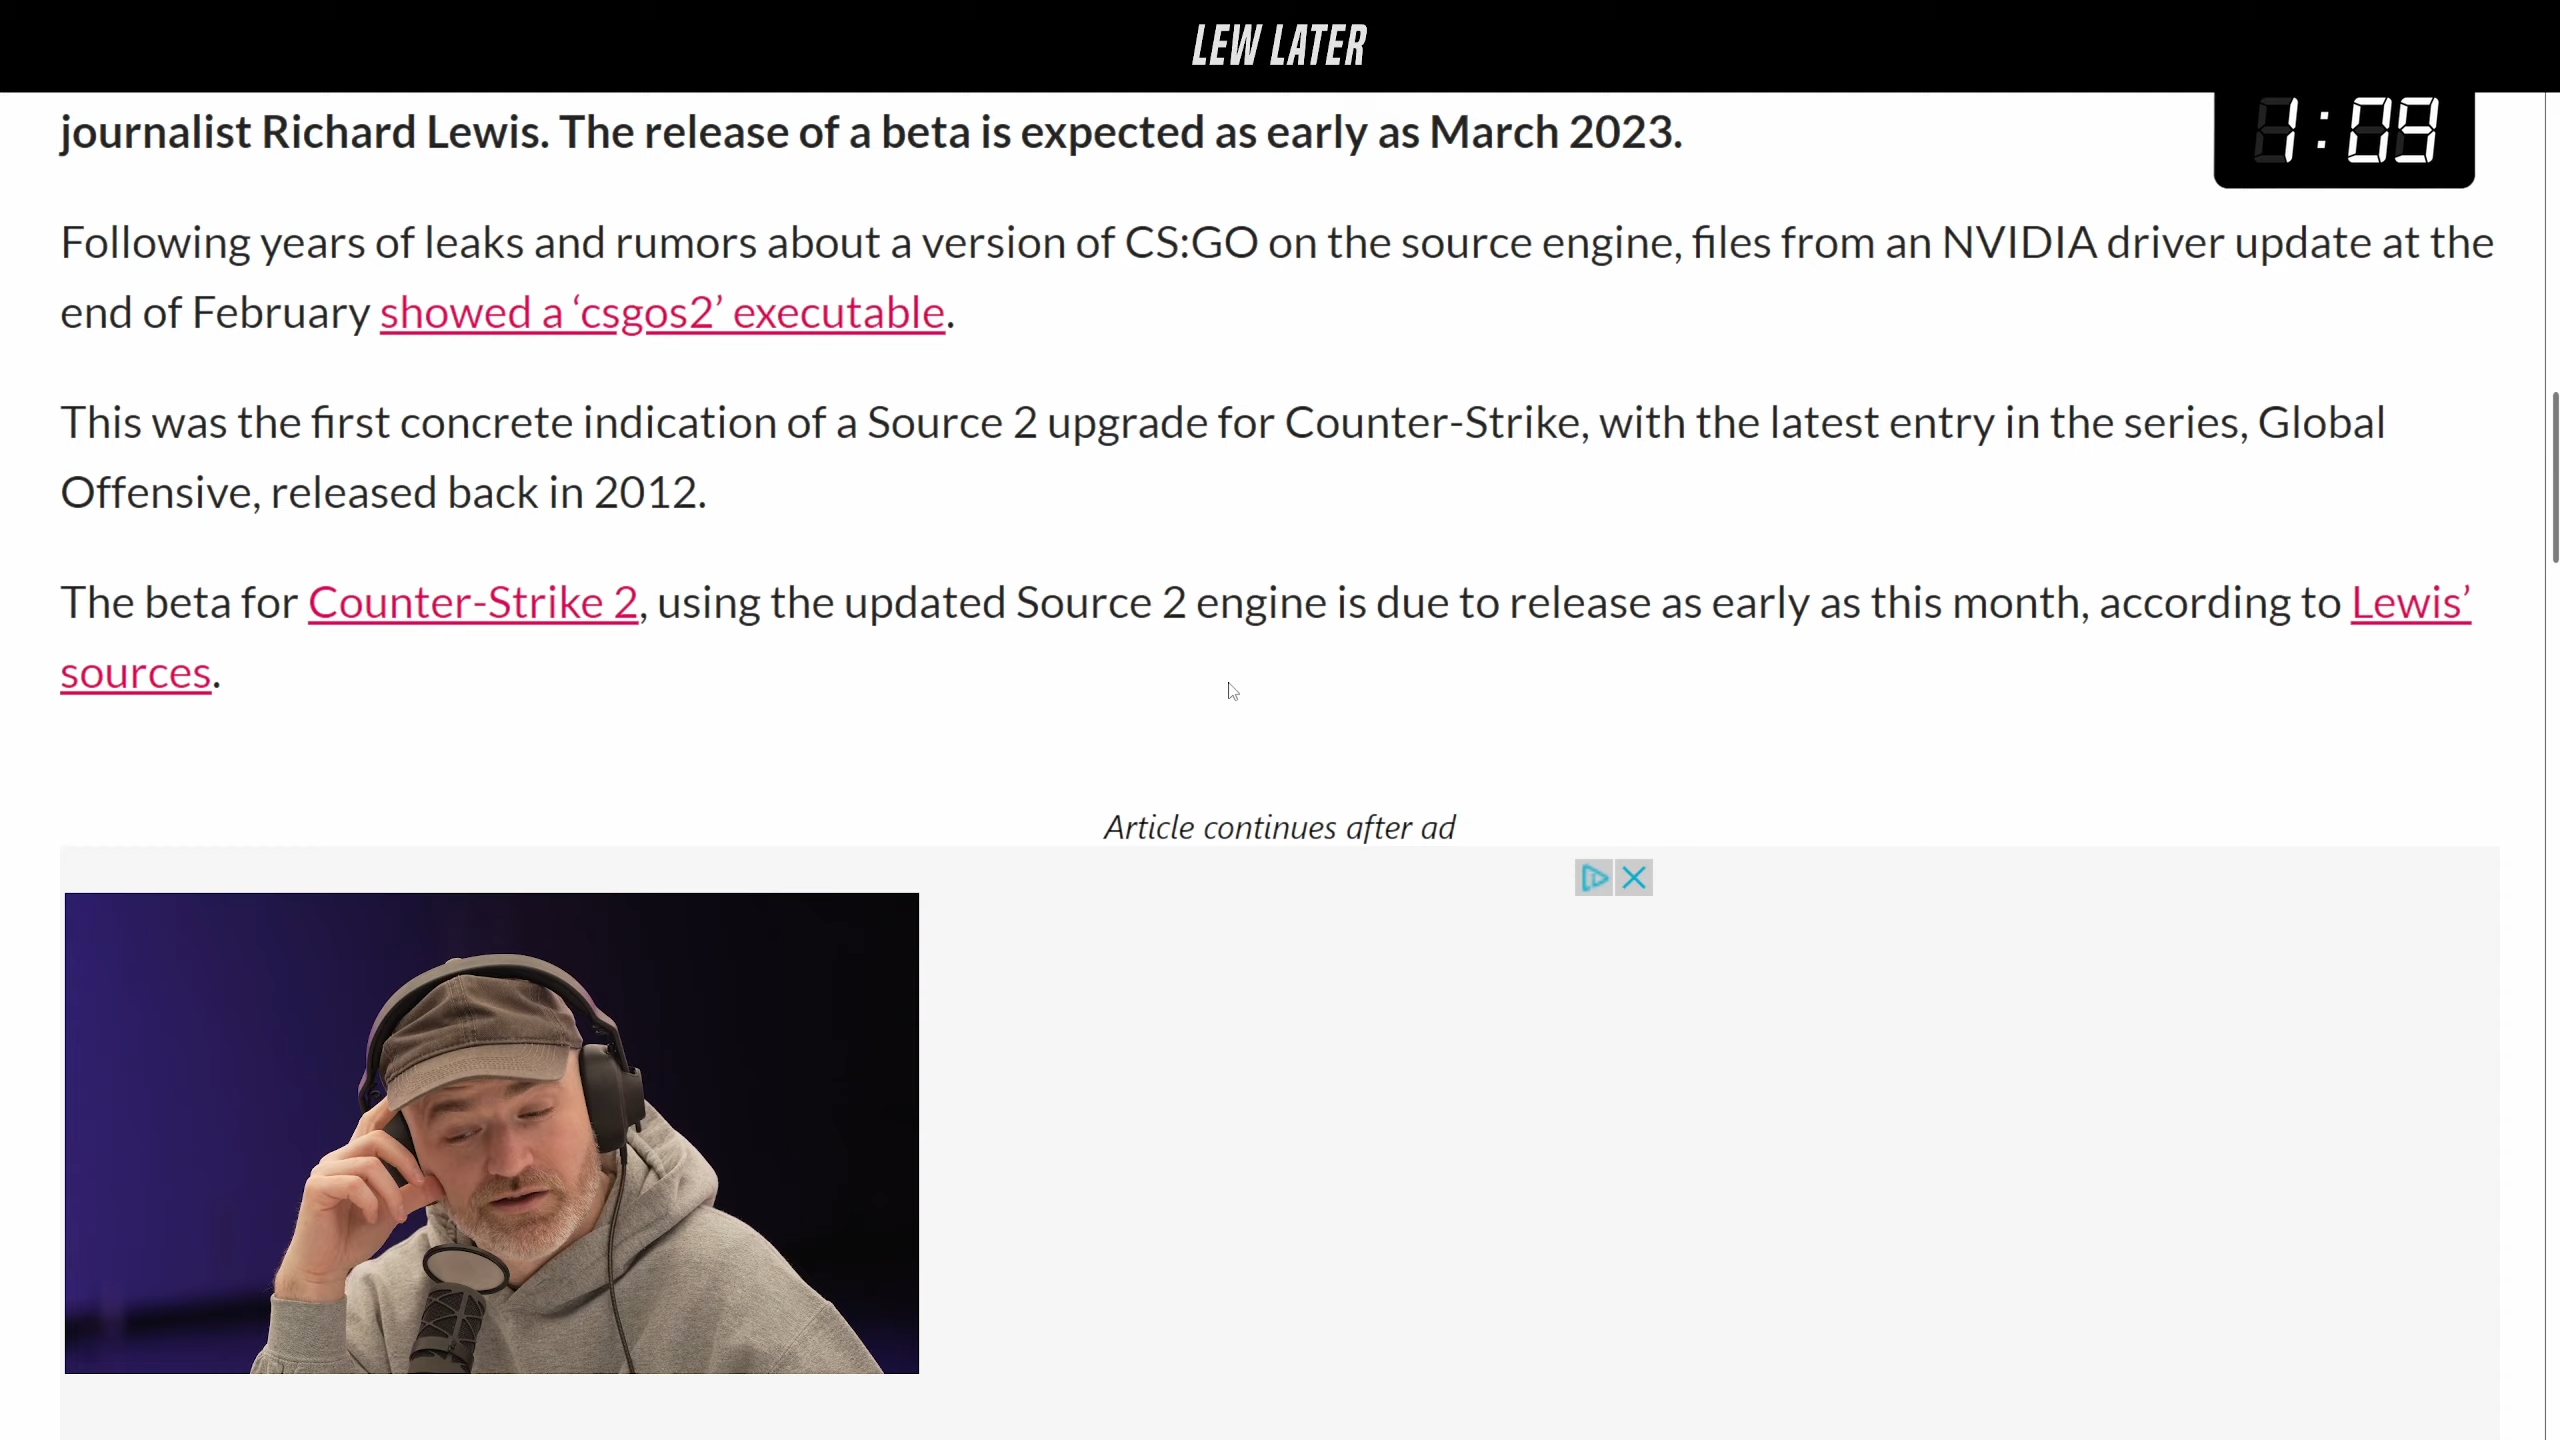 LEW LATER
1:09
journalist Richard Lewis. The release of a beta is expected as early as March 2023.
Following years of leaks and rumors about a version of CS:GO on the source engine, files from an NVIDIA driver update at the
end of February showed a ‘csgos2’ executable.
This was the first concrete indication of a Source 2 upgrade for Counter-Strike, with the latest entry in the series, Global
Offensive, released back in 2012.
The beta for Counter-Strike 2, using the updated Source 2 engine is due to release as early as this month, according to Lewis’
sources.
Article continues after ad